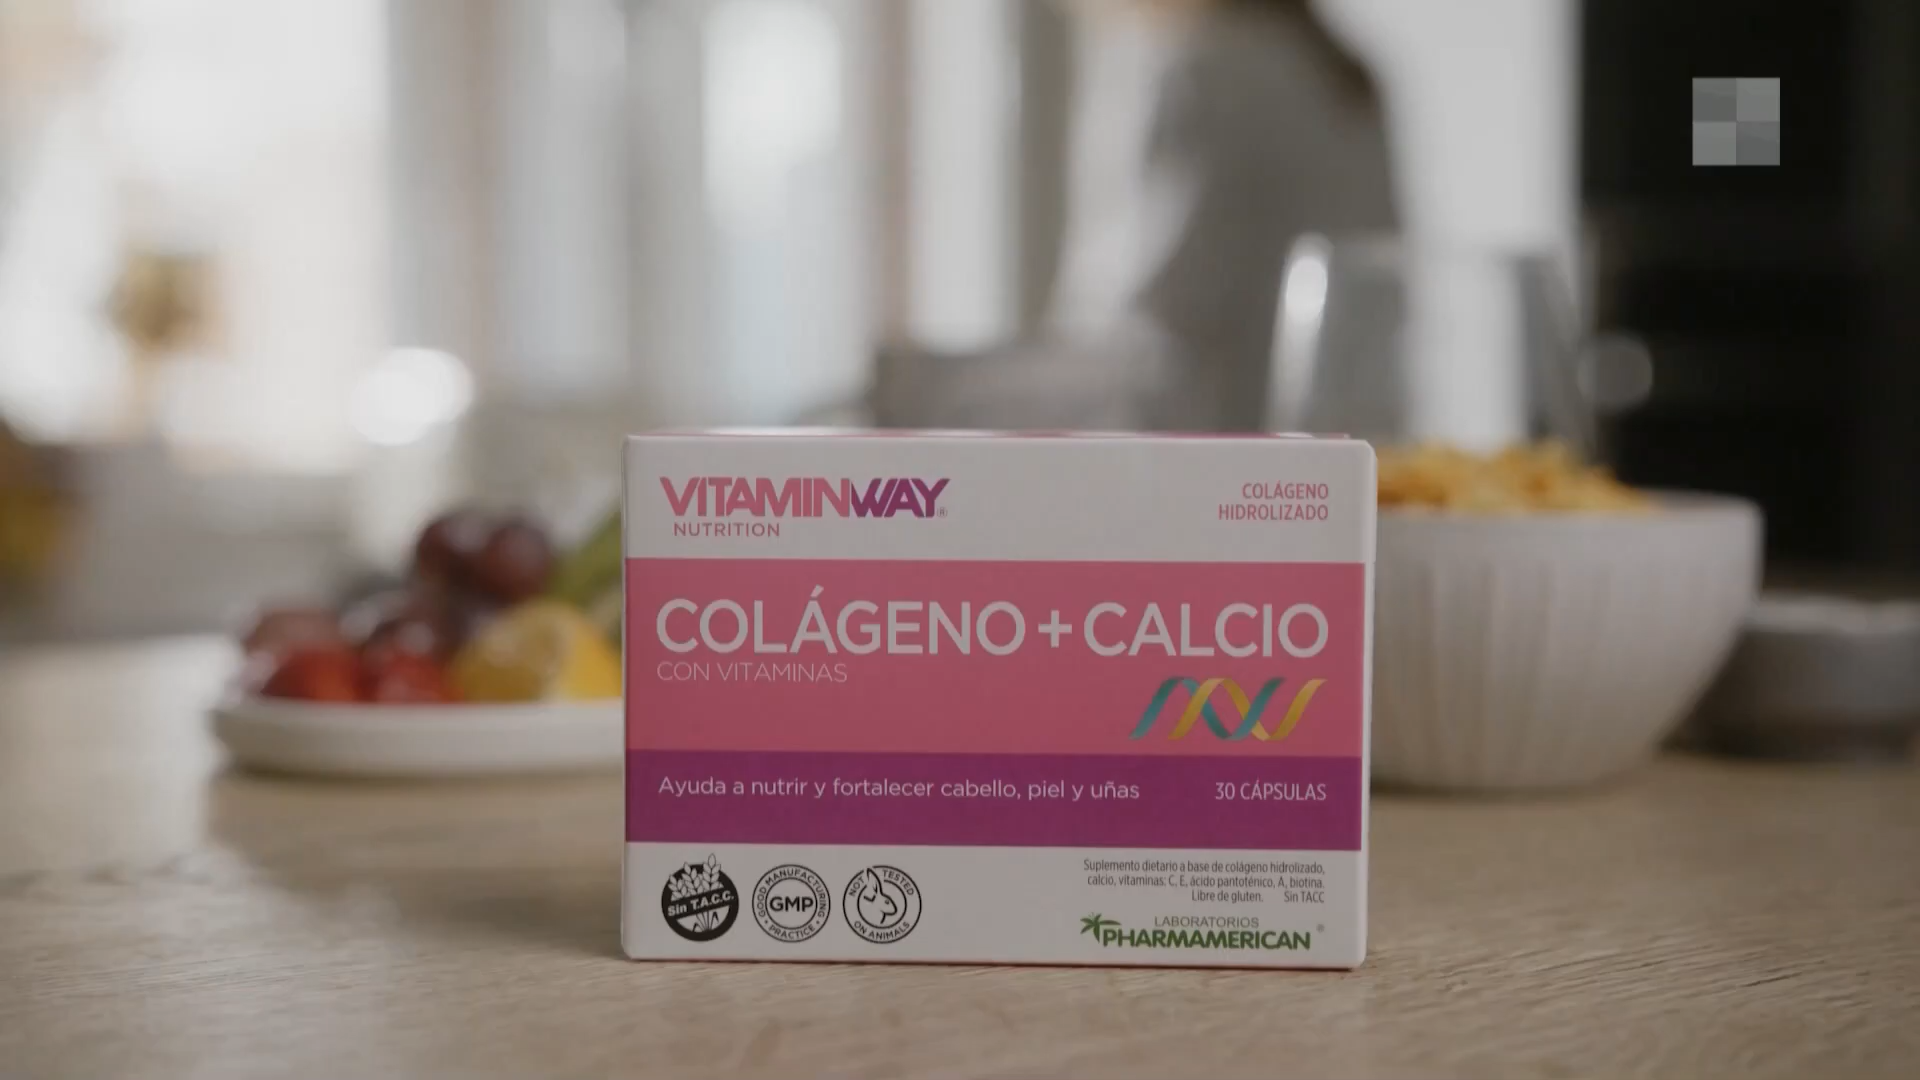 VITAMINWAY®
NUTRITION
COLÁGENO
HIDROLIZADO
COLÁGENO + CALCIO
CON VITAMINAS
Ayuda a nutrir y fortalecer cabello, piel y uñas
30 CÁPSULAS
Sin T.A.C.C.
GOOD MANUFACTURING
GMP
PRACTICE
NOT TESTED
ON ANIMALS
Suplemento dietario a base de colágeno hidrolizado,
calcio, vitaminas: C, E, ácido pantoténico, A, biotina.
Libre de gluten. Sin TACC
LABORATORIOS
PHARMAMERICAN®